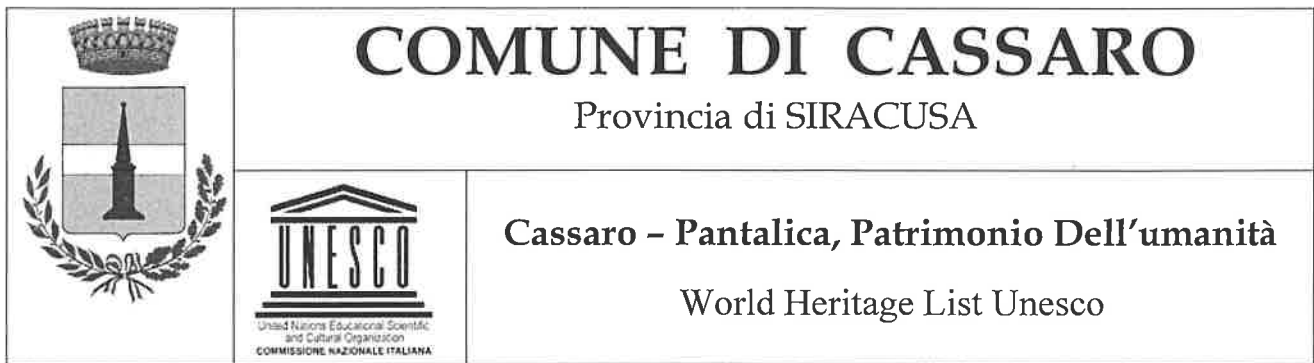 COMUNE DI CASSARO
Provincia di SIRACUSA
UNESCO
United Nations Educational Scientific
and Cultural Organization
COMMISSIONE NAZIONALE ITALIANA
Cassaro – Pantalica, Patrimonio Dell'umanità
World Heritage List Unesco